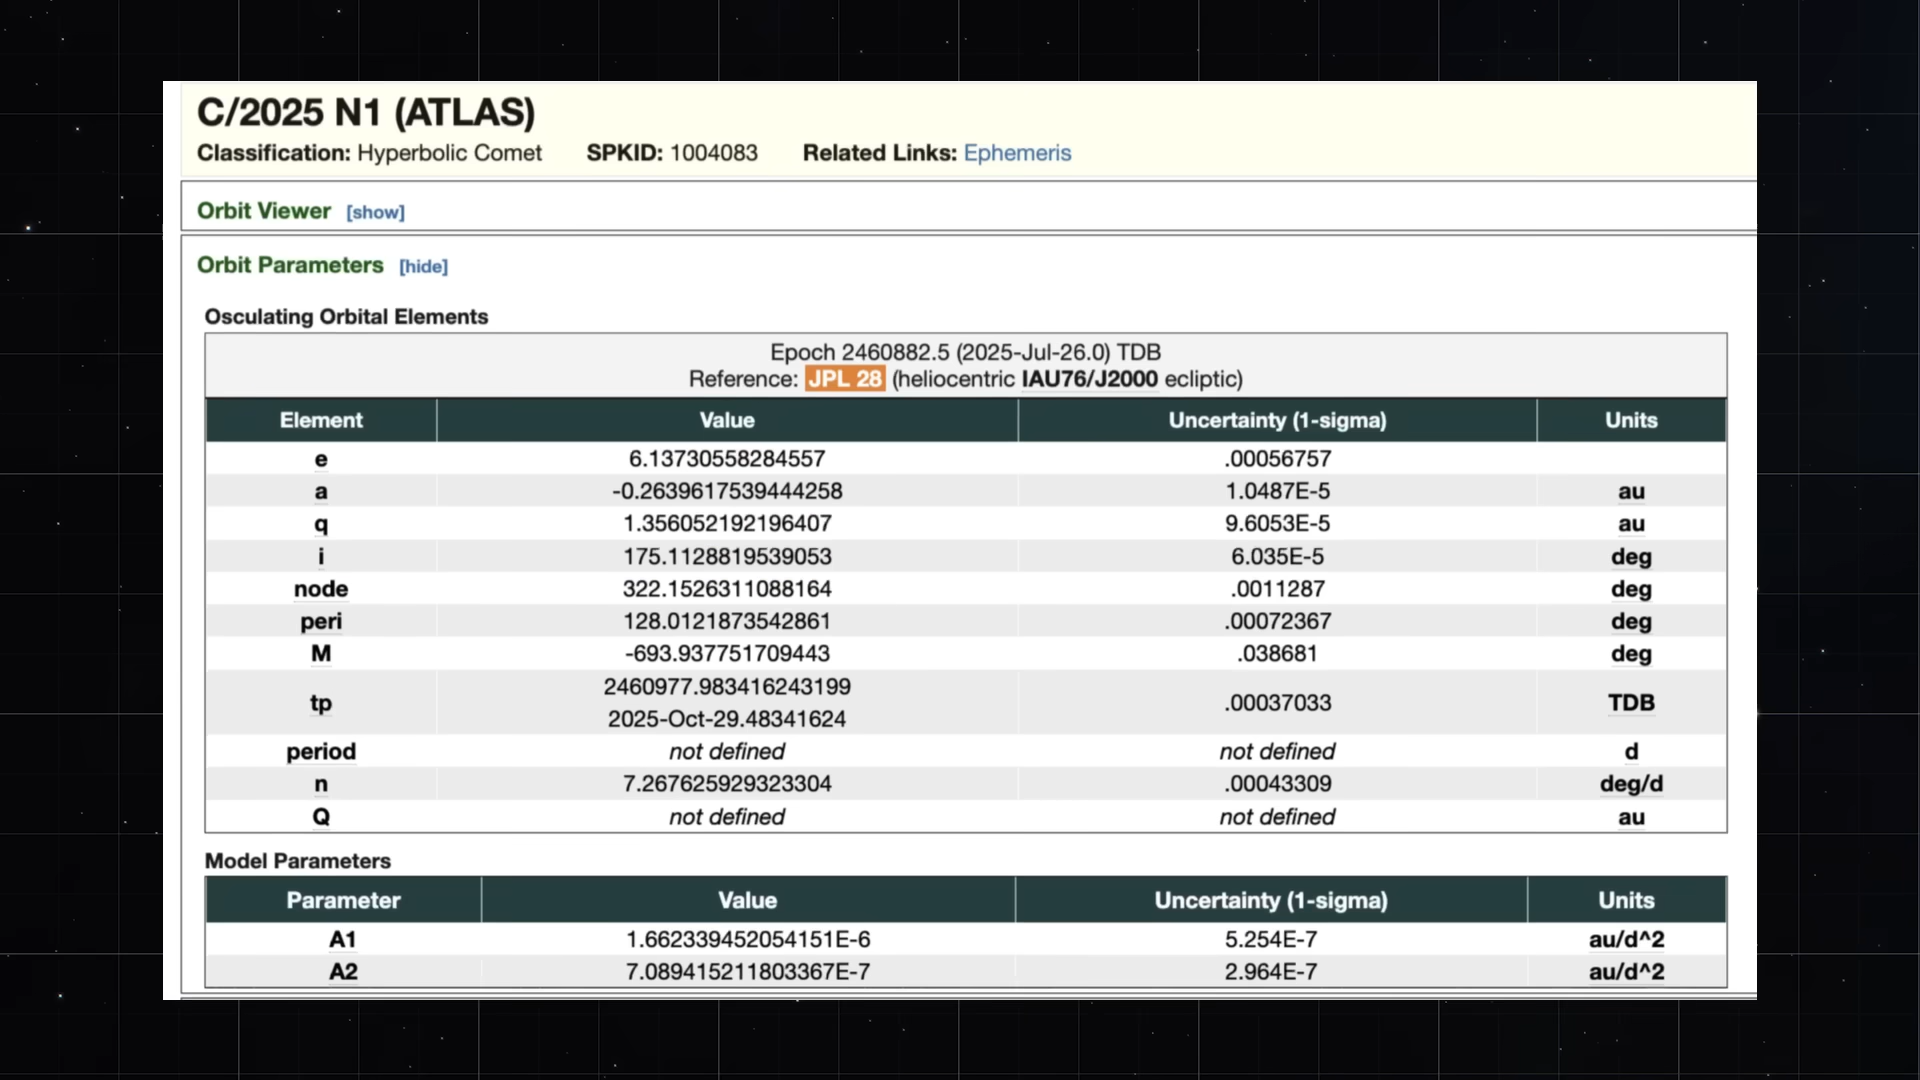 C/2025 N1 (ATLAS)
Classification: Hyperbolic Comet SPKID: 1004083 Related Links: Ephemeris
Orbit Viewer [show]
Orbit Parameters [hide]
Osculating Orbital Elements
Epoch 2460882.5 (2025-Jul-26.0) TDB
Reference: JPL 28 (heliocentric IAU76/J2000 ecliptic)
Element Value Uncertainty (1-sigma) Units
e 6.13730558284557 .00056757
a -0.2639617539444258 1.0487E-5 au
q 1.356052192196407 9.6053E-5 au
i 175.1128819539053 6.035E-5 deg
node 322.1526311088164 .0011287 deg
peri 128.0121873542861 .00072367 deg
M -693.937751709443 .038681 deg
tp 2460977.983416243199 .00037033 TDB
2025-Oct-29.48341624
period not defined not defined d
n 7.267625929323304 .00043309 deg/d
Q not defined not defined au
Model Parameters
Parameter Value Uncertainty (1-sigma) Units
A1 1.662339452054151E-6 5.254E-7 au/d^2
A2 7.089415211803367E-7 2.964E-7 au/d^2